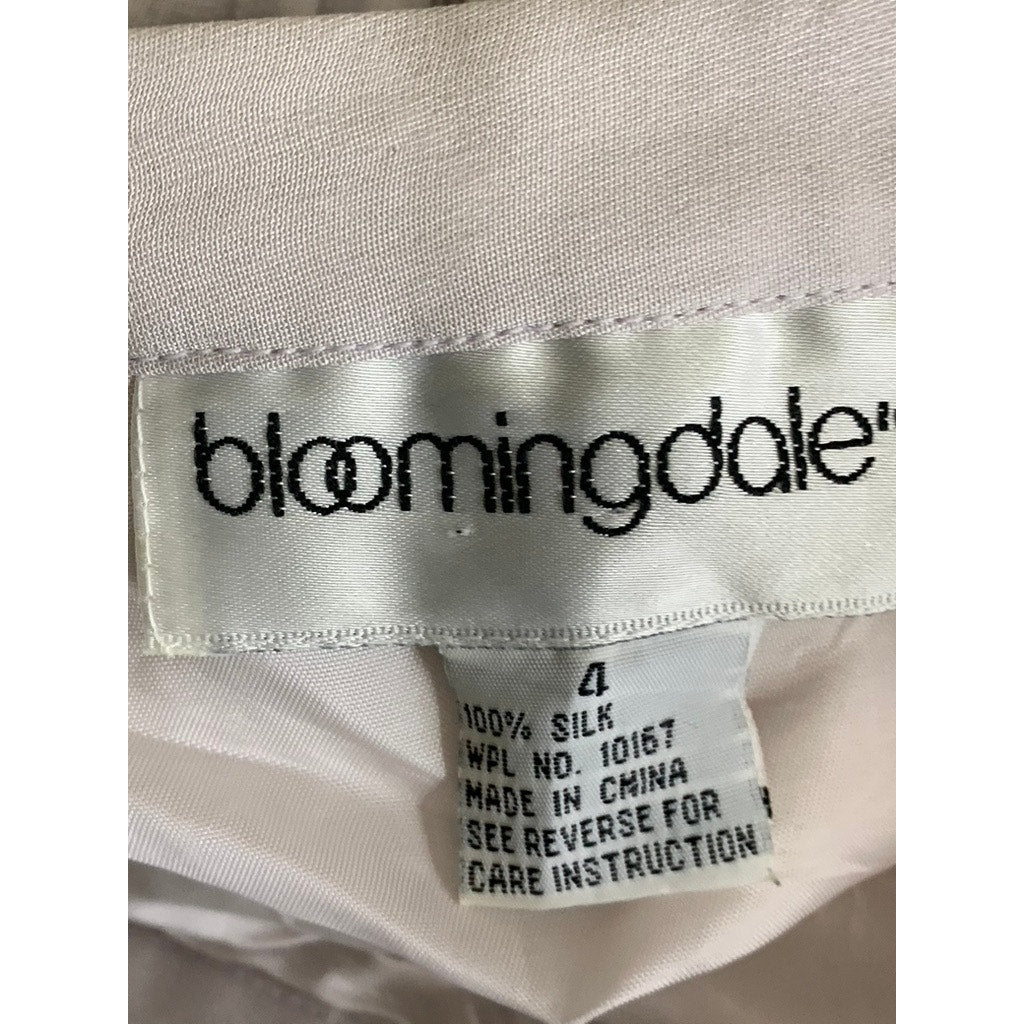 bloomingdale'
4
100% SILK
WPL NO. 10167
MADE IN CHINA
SEE REVERSE FOR
CARE INSTRUCTION